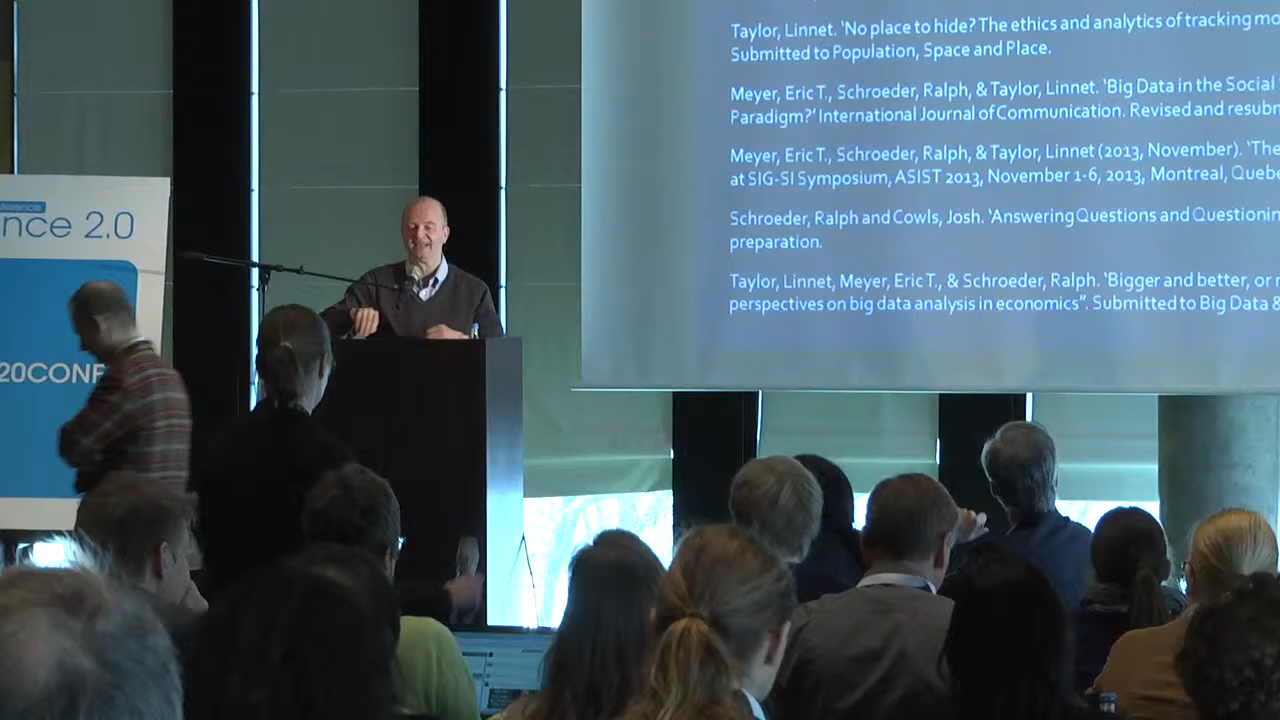 nce 2.0
20CONF
Taylor, Linnet. ‘No place to hide? The ethics and analytics of tracking mo
Submitted to Population, Space and Place.
Meyer, Eric T., Schroeder, Ralph, & Taylor, Linnet. ‘Big Data in the Social
Paradigm?’ International Journal of Communication. Revised and resubm
Meyer, Eric T., Schroeder, Ralph, & Taylor, Linnet (2013, November). ‘The
at SIG-SI Symposium, ASIST 2013, November 1-6, 2013, Montreal, Quebe
Schroeder, Ralph and Cowls, Josh. ‘Answering Questions and Questionin
preparation.
Taylor, Linnet, Meyer, Eric T., & Schroeder, Ralph. ‘Bigger and better, or
perspectives on big data analysis in economics”. Submitted to Big Data &